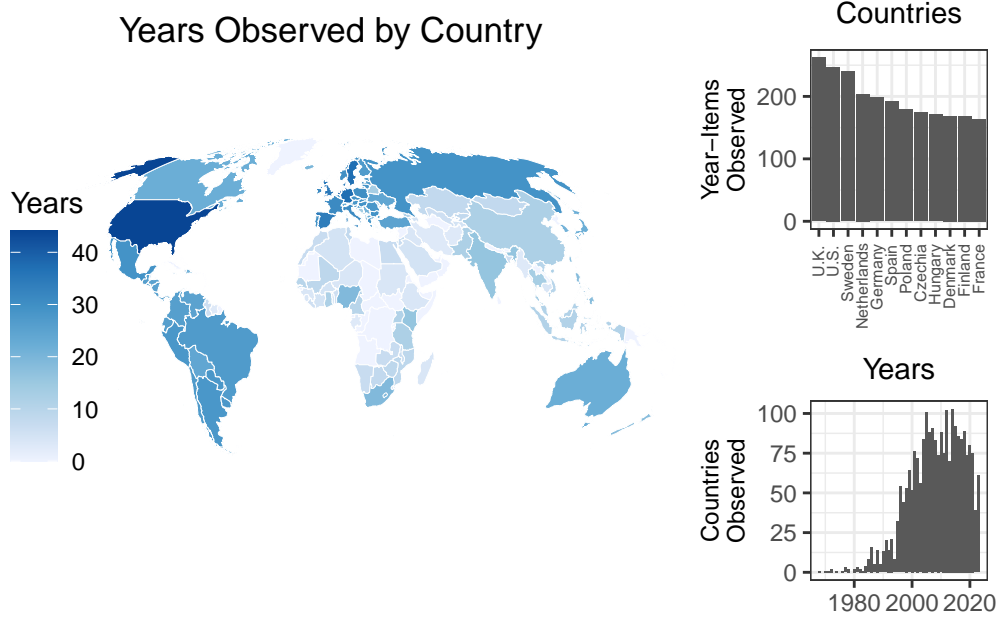 Years Observed by Country
Years
40
30
20
10
0
Countries
Year−Items
Observed
200
100
0
U.K.
U.S.
Sweden
Netherlands
Germany
Spain
Poland
Czechia
Hungary
Denmark
Finland
France
Years
Countries
Observed
100
75
50
25
0
1980 2000 2020